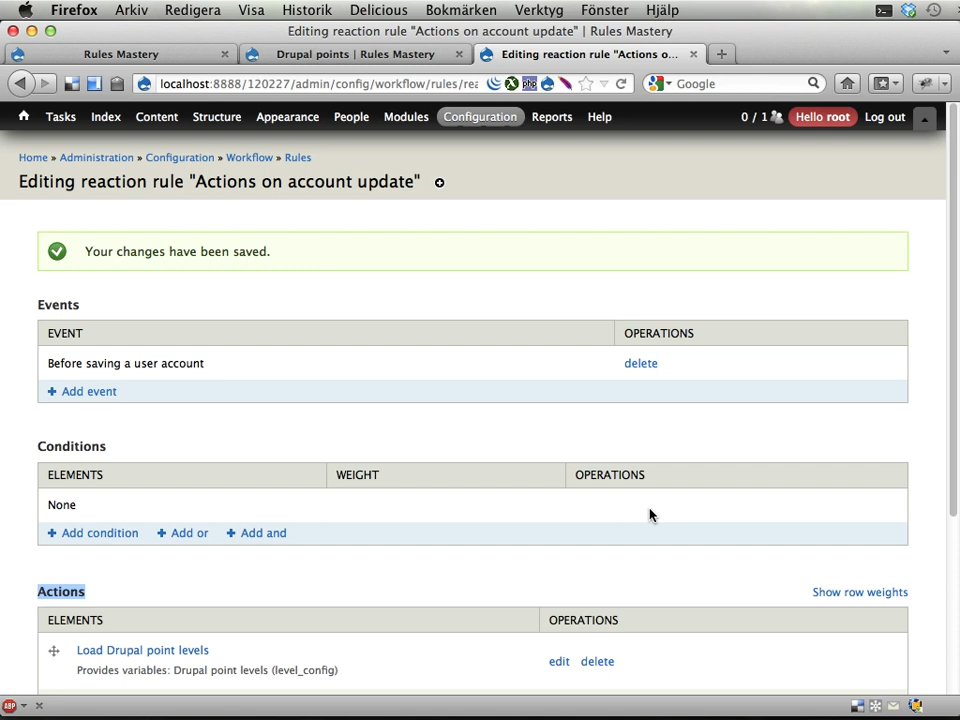 Firefox Arkiv Redigera Visa Historik Delicious Bokmärken Verktyg Fönster Hjälp
Editing reaction rule "Actions on account update" | Rules Mastery
Rules Mastery × Drupal points | Rules Mastery × Editing reaction rule "Actions o... × +
localhost:8888/120227/admin/config/workflow/rules/rea php Google
Tasks Index Content Structure Appearance People Modules Configuration Reports Help 0 / 1 Hello root Log out
Home » Administration » Configuration » Workflow » Rules
Editing reaction rule "Actions on account update"
Your changes have been saved.
Events
EVENT OPERATIONS
Before saving a user account delete
+ Add event
Conditions
ELEMENTS WEIGHT OPERATIONS
None
+ Add condition + Add or + Add and
Actions Show row weights
ELEMENTS OPERATIONS
Load Drupal point levels edit delete
Provides variables: Drupal point levels (level_config)
ABP ×